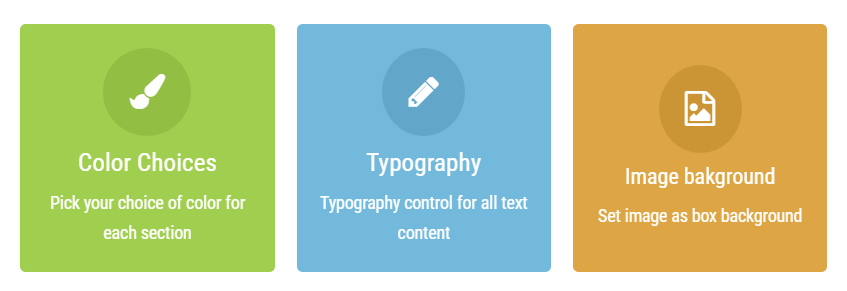 Color Choices
Pick your choice of color for
each section
Typography
Typography control for all text
content
Image bakground
Set image as box background